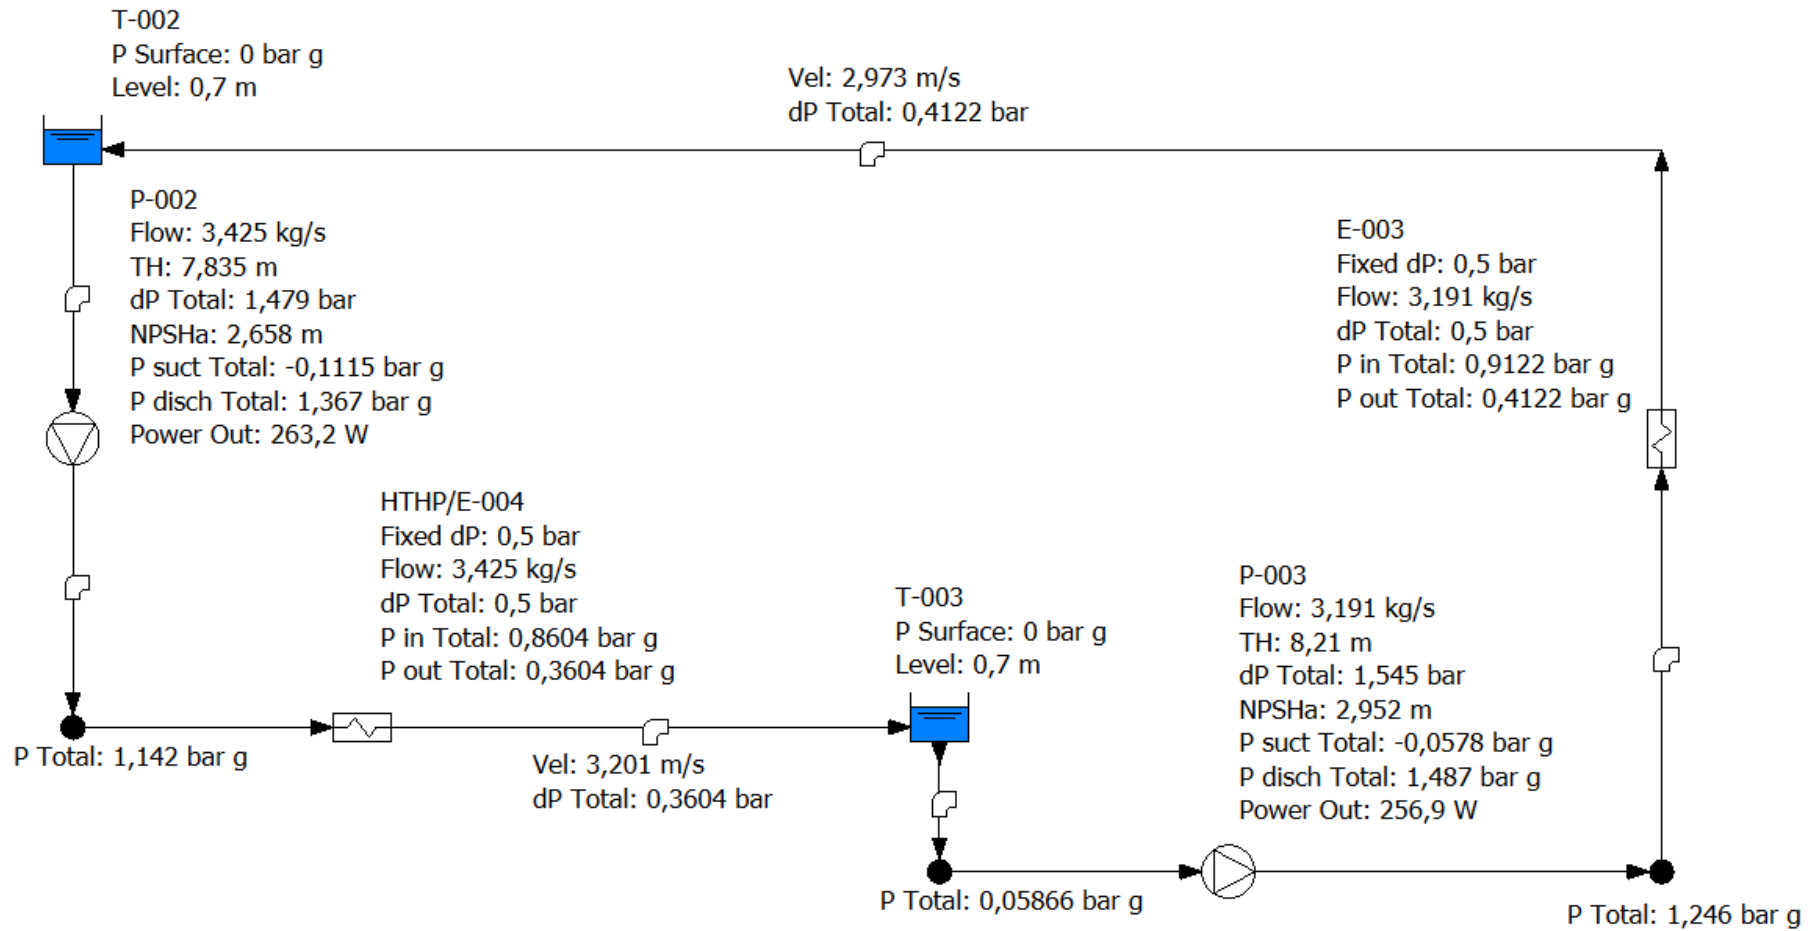 T-002
P Surface: 0 bar g
Level: 0,7 m
Vel: 2,973 m/s
dP Total: 0,4122 bar
P-002
Flow: 3,425 kg/s
TH: 7,835 m
dP Total: 1,479 bar
NPSHa: 2,658 m
P suct Total: -0,1115 bar g
P disch Total: 1,367 bar g
Power Out: 263,2 W
E-003
Fixed dP: 0,5 bar
Flow: 3,191 kg/s
dP Total: 0,5 bar
P in Total: 0,9122 bar g
P out Total: 0,4122 bar g
HTHP/E-004
Fixed dP: 0,5 bar
Flow: 3,425 kg/s
dP Total: 0,5 bar
P in Total: 0,8604 bar g
P out Total: 0,3604 bar g
T-003
P Surface: 0 bar g
Level: 0,7 m
P-003
Flow: 3,191 kg/s
TH: 8,21 m
dP Total: 1,545 bar
NPSHa: 2,952 m
P suct Total: -0,0578 bar g
P disch Total: 1,487 bar g
Power Out: 256,9 W
P Total: 1,142 bar g
Vel: 3,201 m/s
dP Total: 0,3604 bar
P Total: 0,05866 bar g
P Total: 1,246 bar g